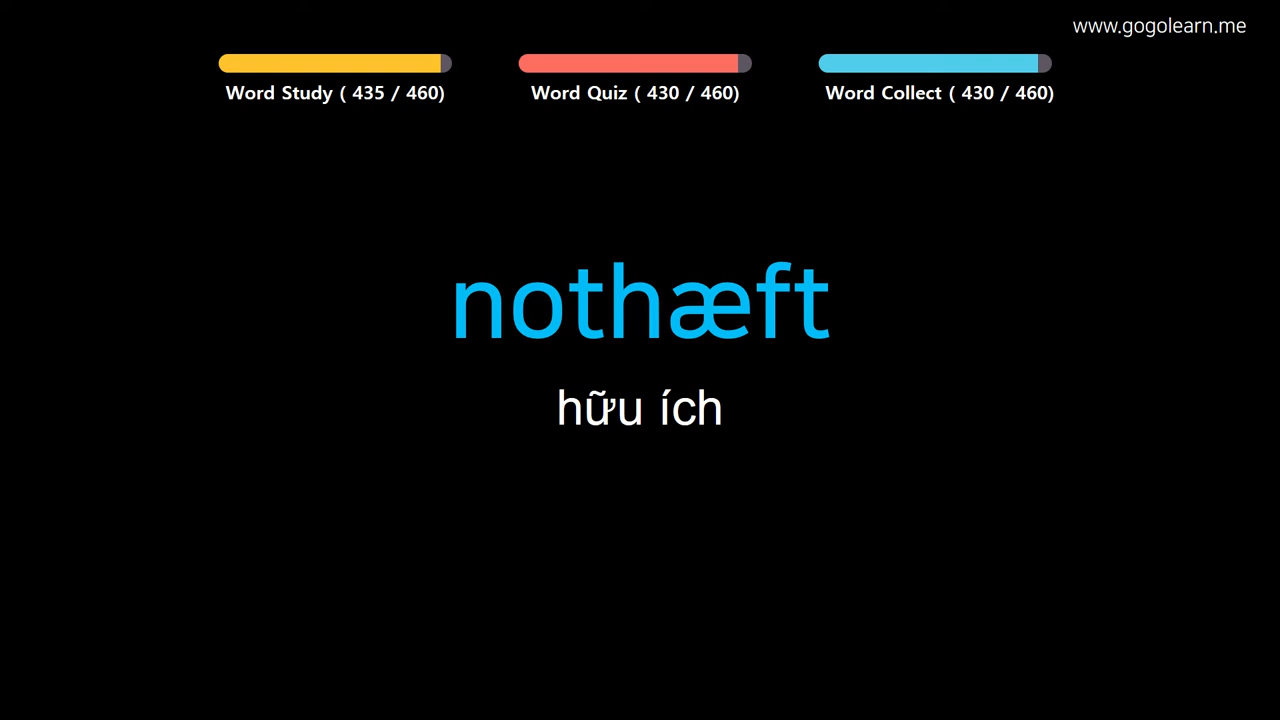 www.gogolearn.me
Word Study ( 435 / 460)
Word Quiz ( 430 / 460)
Word Collect ( 430 / 460)
nothæft
hữu ích